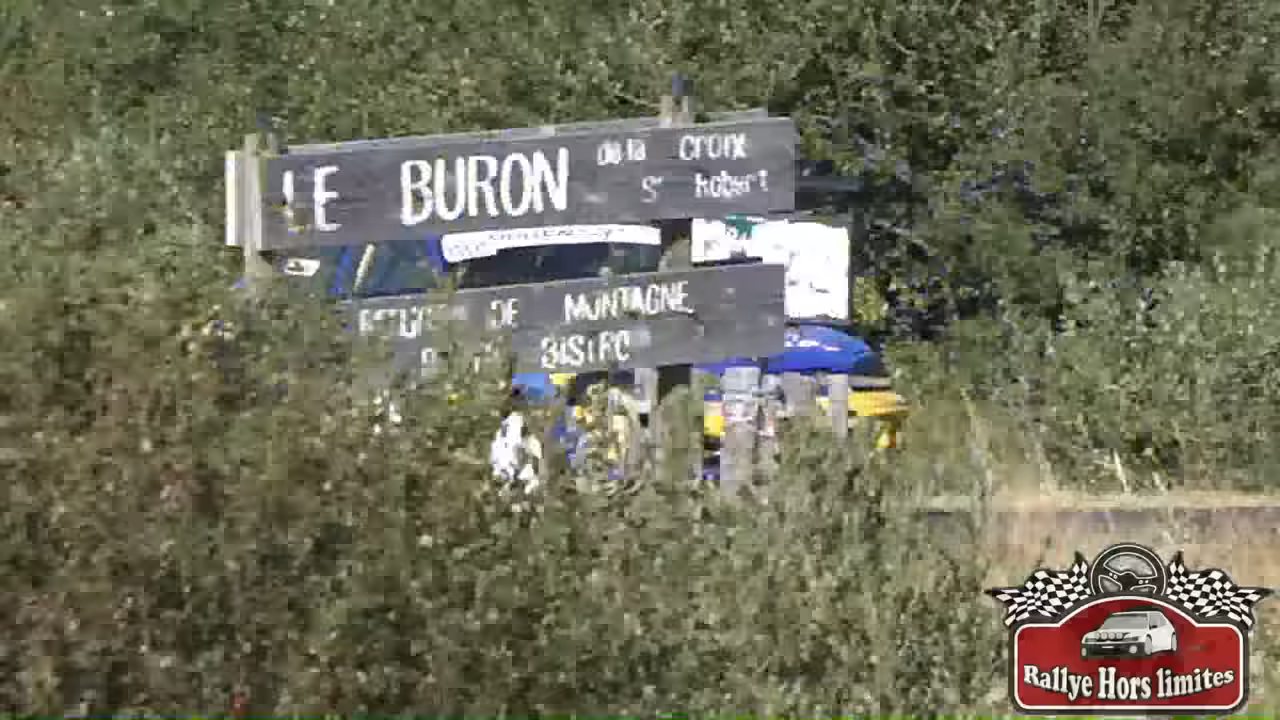 LE BURON de la Croix
St Robert
DE MONTAGNE
BISTRO
Rallye Hors limites